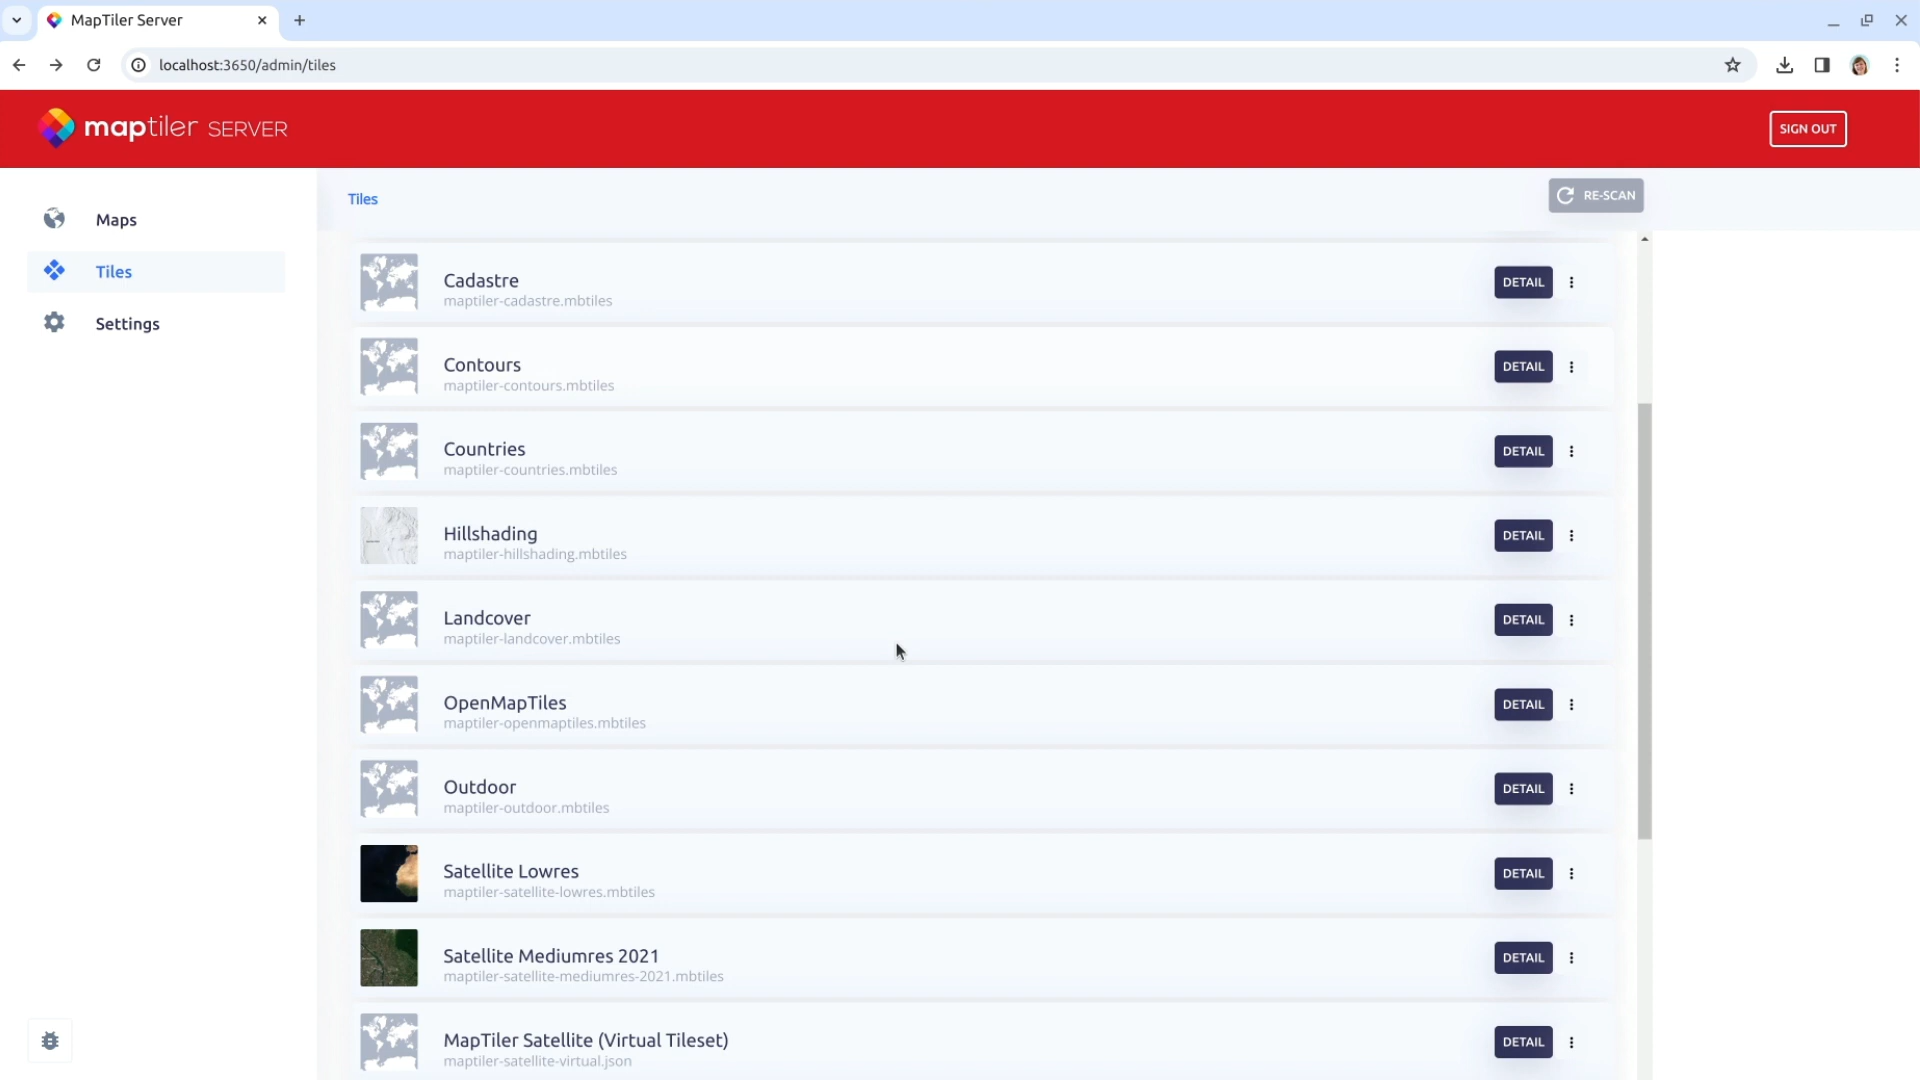 MapTiler Server
localhost:3650/admin/tiles
maptiler SERVER
SIGN OUT
Maps
Tiles
Settings
Tiles
RE-SCAN
Cadastre
maptiler-cadastre.mbtiles
DETAIL
Contours
maptiler-contours.mbtiles
DETAIL
Countries
maptiler-countries.mbtiles
DETAIL
Hillshading
maptiler-hillshading.mbtiles
DETAIL
Landcover
maptiler-landcover.mbtiles
DETAIL
OpenMapTiles
maptiler-openmaptiles.mbtiles
DETAIL
Outdoor
maptiler-outdoor.mbtiles
DETAIL
Satellite Lowres
maptiler-satellite-lowres.mbtiles
DETAIL
Satellite Mediumres 2021
maptiler-satellite-mediumres-2021.mbtiles
DETAIL
MapTiler Satellite (Virtual Tileset)
maptiler-satellite-virtual.json
DETAIL